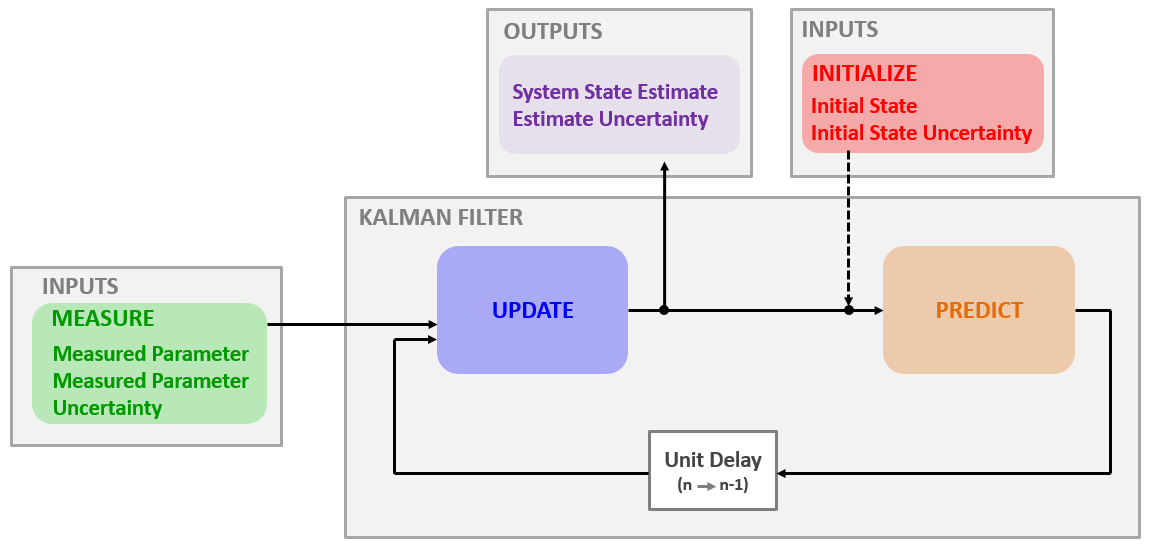 OUTPUTS
System State Estimate
Estimate Uncertainty
INPUTS
INITIALIZE
Initial State
Initial State Uncertainty
KALMAN FILTER
INPUTS
MEASURE
Measured Parameter
Measured Parameter
Uncertainty
UPDATE
PREDICT
Unit Delay
(n → n-1)